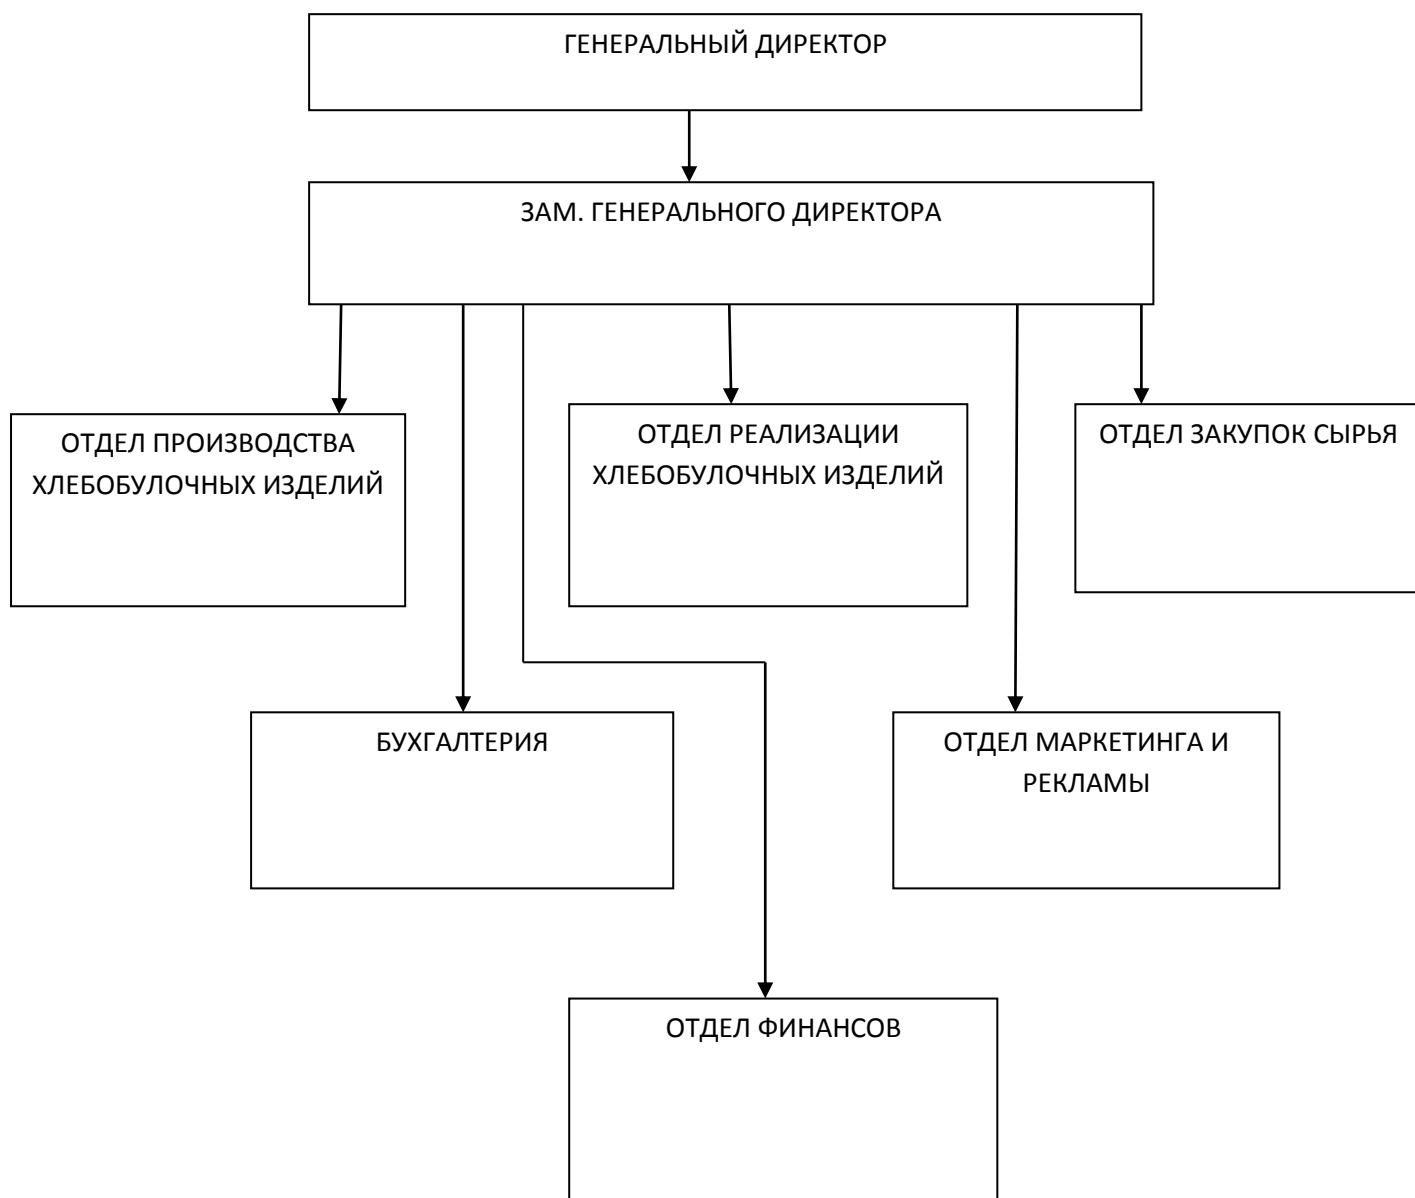 ГЕНЕРАЛЬНЫЙ ДИРЕКТОР
ЗАМ. ГЕНЕРАЛЬНОГО ДИРЕКТОРА
ОТДЕЛ ПРОИЗВОДСТВА
ХЛЕБОБУЛОЧНЫХ ИЗДЕЛИЙ
ОТДЕЛ РЕАЛИЗАЦИИ
ХЛЕБОБУЛОЧНЫХ ИЗДЕЛИЙ
ОТДЕЛ ЗАКУПОК СЫРЬЯ
БУХГАЛТЕРИЯ
ОТДЕЛ МАРКЕТИНГА И
РЕКЛАМЫ
ОТДЕЛ ФИНАНСОВ